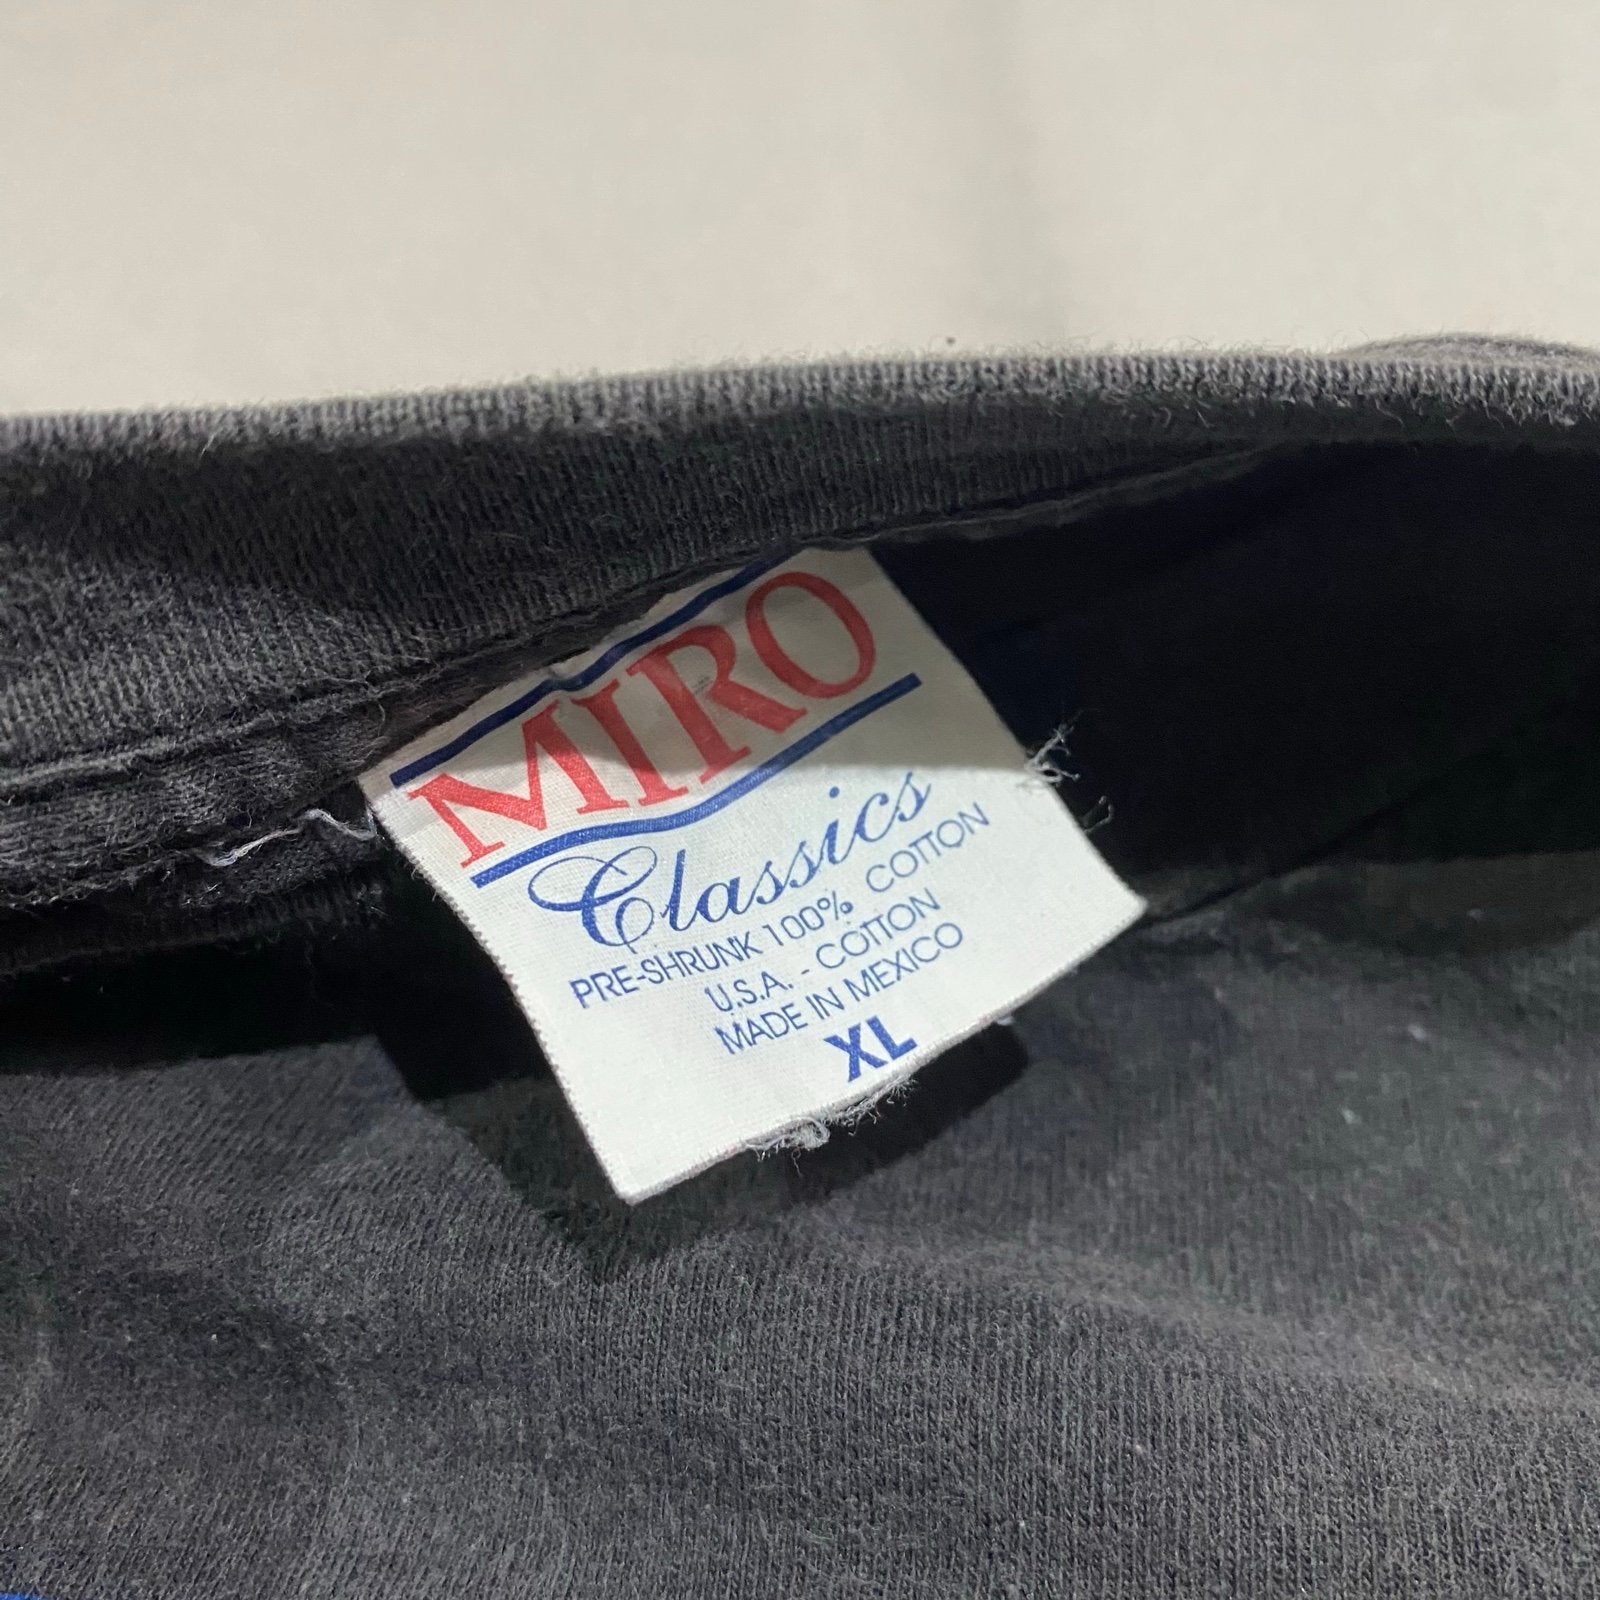 MIRO
Classics
PRE-SHRUNK 100% COTTON
U.S.A. - COTTON
MADE IN MEXICO
XL